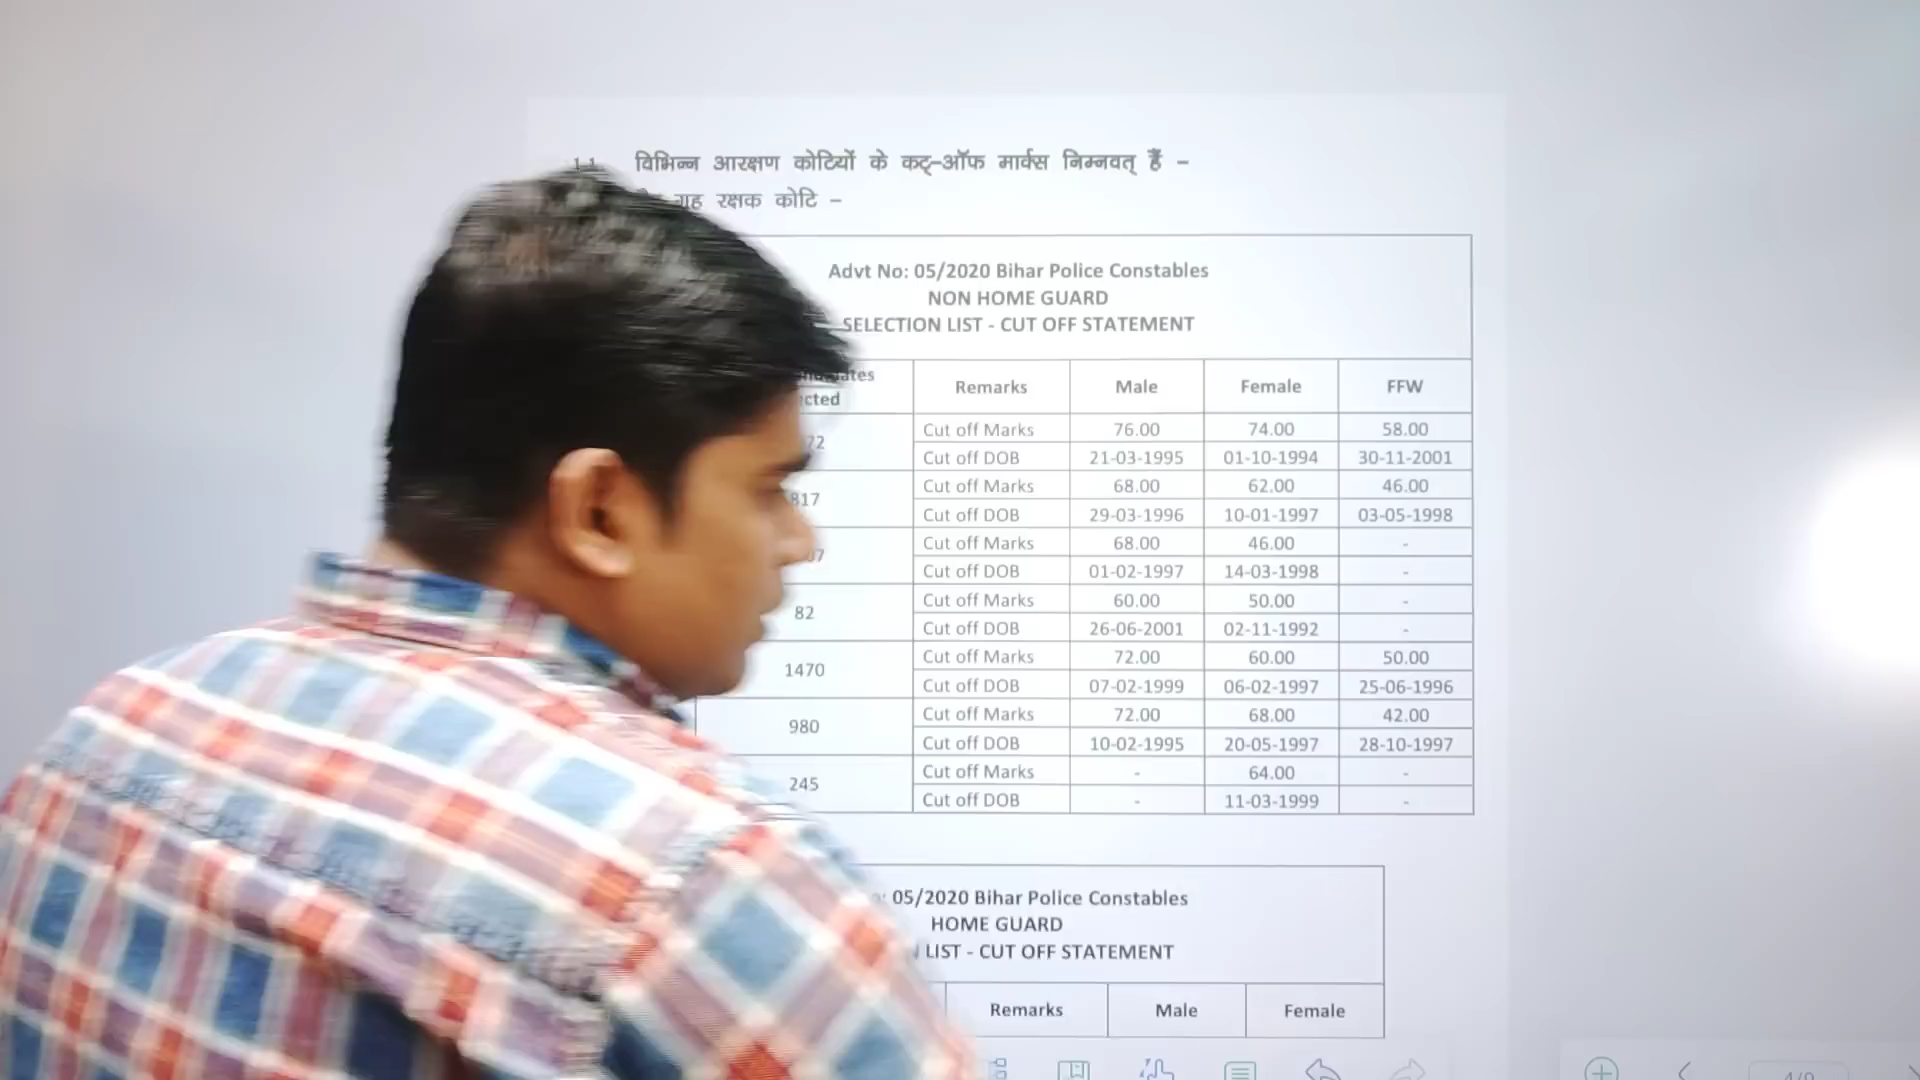 विभिन्न आरक्षण कोटियों के कट्-ऑफ मार्क्स निम्नवत् हैं –
गृह रक्षक कोटि –
Advt No: 05/2020 Bihar Police Constables
NON HOME GUARD
SELECTION LIST - CUT OFF STATEMENT
Remarks Male Female FFW
Cut off Marks 76.00 74.00 58.00
Cut off DOB 21-03-1995 01-10-1994 30-11-2001
Cut off Marks 68.00 62.00 46.00
817
Cut off DOB 29-03-1996 10-01-1997 03-05-1998
Cut off Marks 68.00 46.00 -
Cut off DOB 01-02-1997 14-03-1998 -
Cut off Marks 60.00 50.00 -
82
Cut off DOB 26-06-2001 02-11-1992 -
Cut off Marks 72.00 60.00 50.00
1470
Cut off DOB 07-02-1999 06-02-1997 25-06-1996
Cut off Marks 72.00 68.00 42.00
980
Cut off DOB 10-02-1995 20-05-1997 28-10-1997
Cut off Marks - 64.00 -
245
Cut off DOB - 11-03-1999 -
05/2020 Bihar Police Constables
HOME GUARD
LIST - CUT OFF STATEMENT
Remarks Male Female